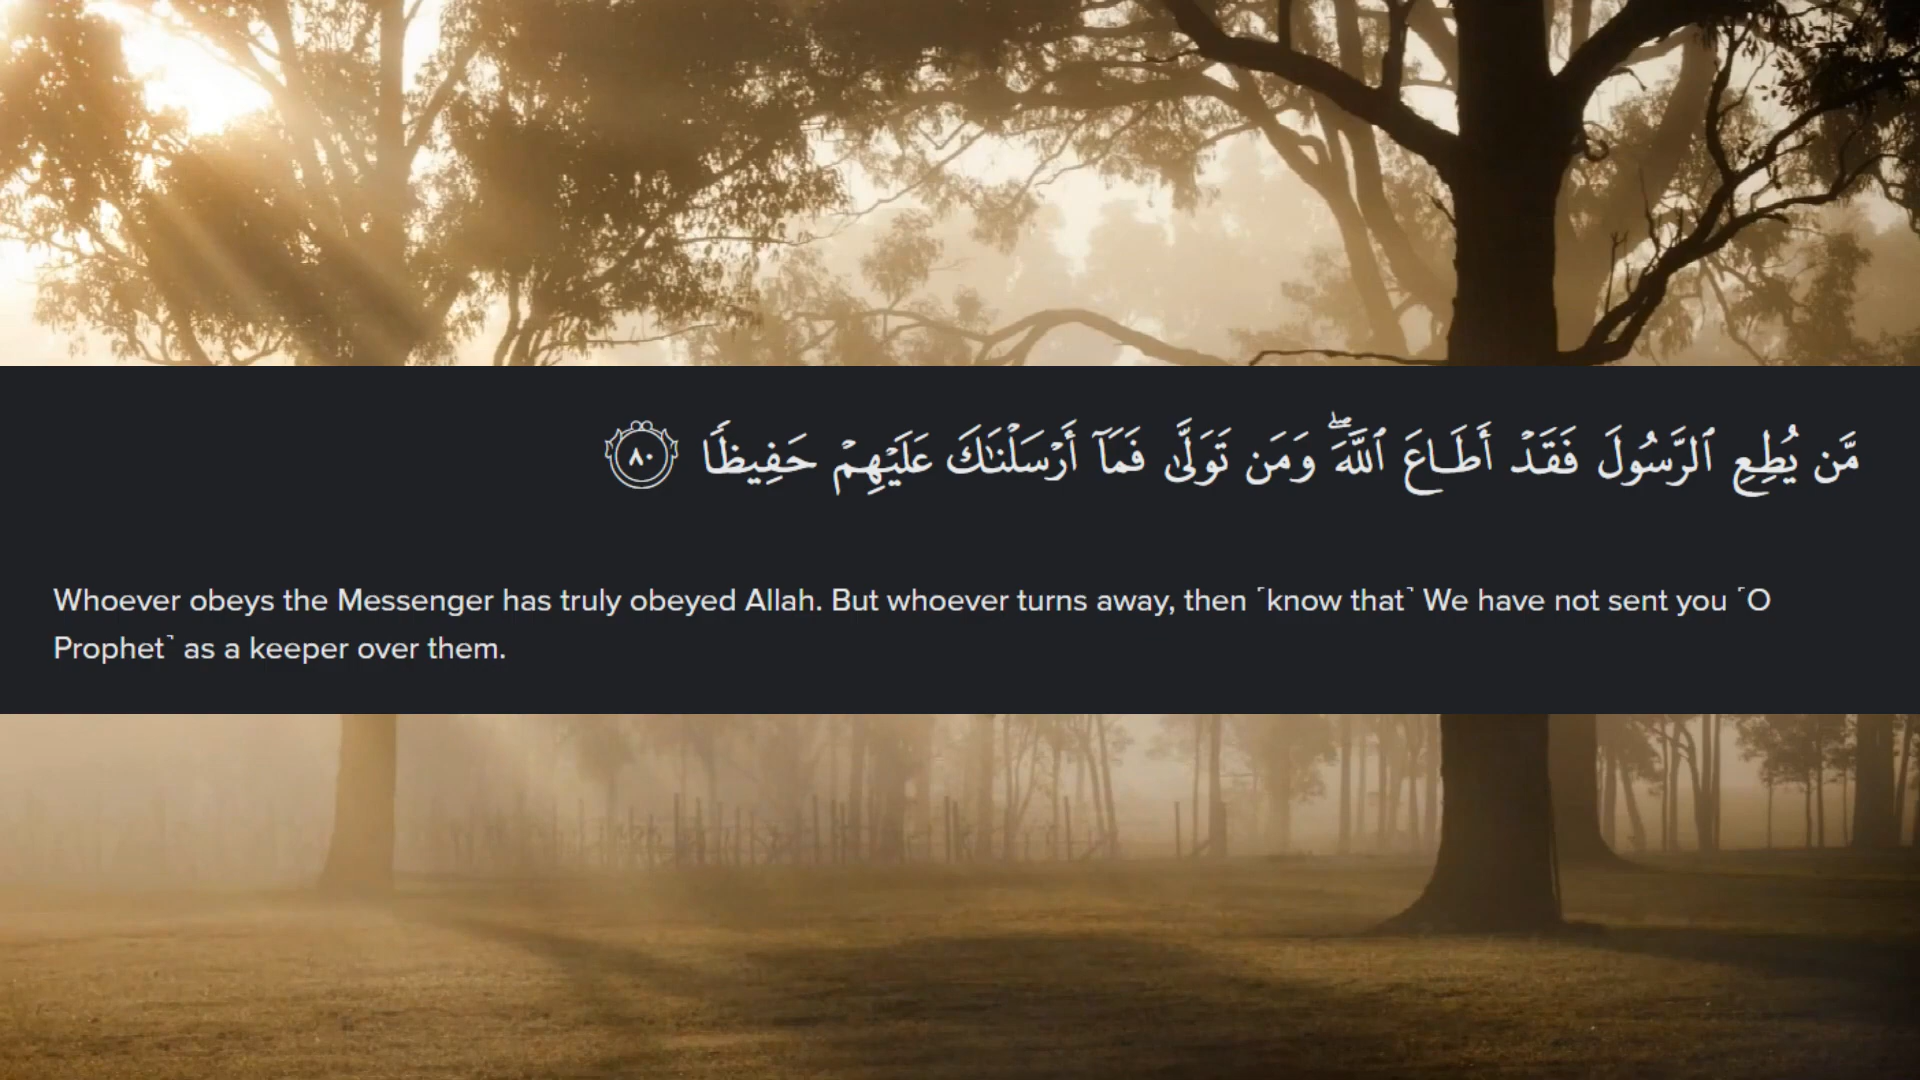 مَّن يُطِعِ ٱلرَّسُولَ فَقَدْ أَطَاعَ ٱللَّهَ ۖ وَمَن تَوَلَّىٰ فَمَآ أَرْسَلْنَـٰكَ عَلَيْهِمْ حَفِيظًا ٨٠
Whoever obeys the Messenger has truly obeyed Allah. But whoever turns away, then ˹know that˺ We have not sent you ˹O
Prophet˺ as a keeper over them.